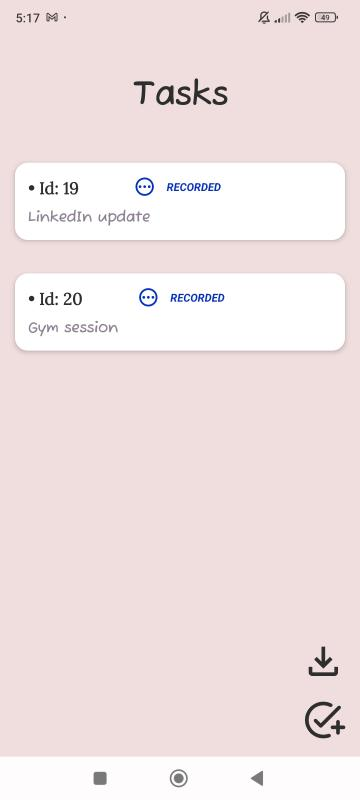 5:17
49
Tasks
• Id: 19 RECORDED
LinkedIn update
• Id: 20 RECORDED
Gym session